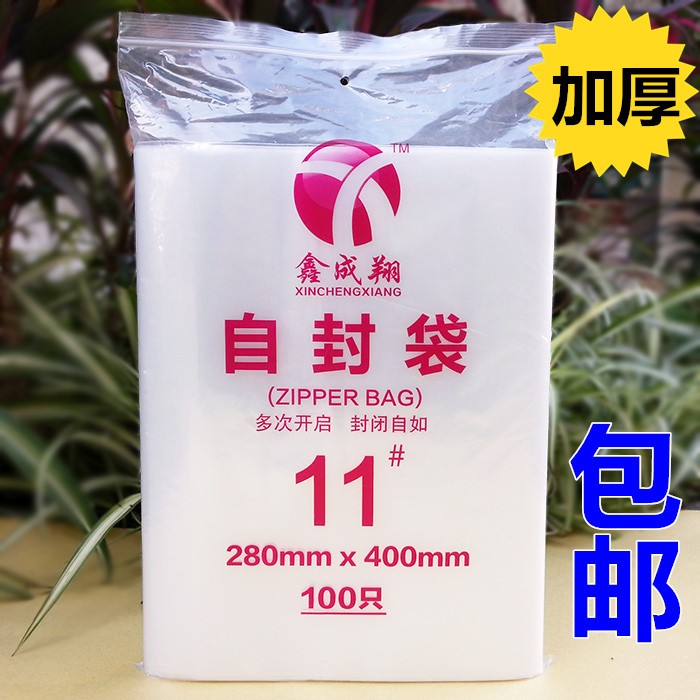 加厚
TM
鑫成翔
XINCHENGXIANG
自封袋
(ZIPPER BAG)
多次开启 封闭自如
11#
280mm x 400mm
100只
包邮